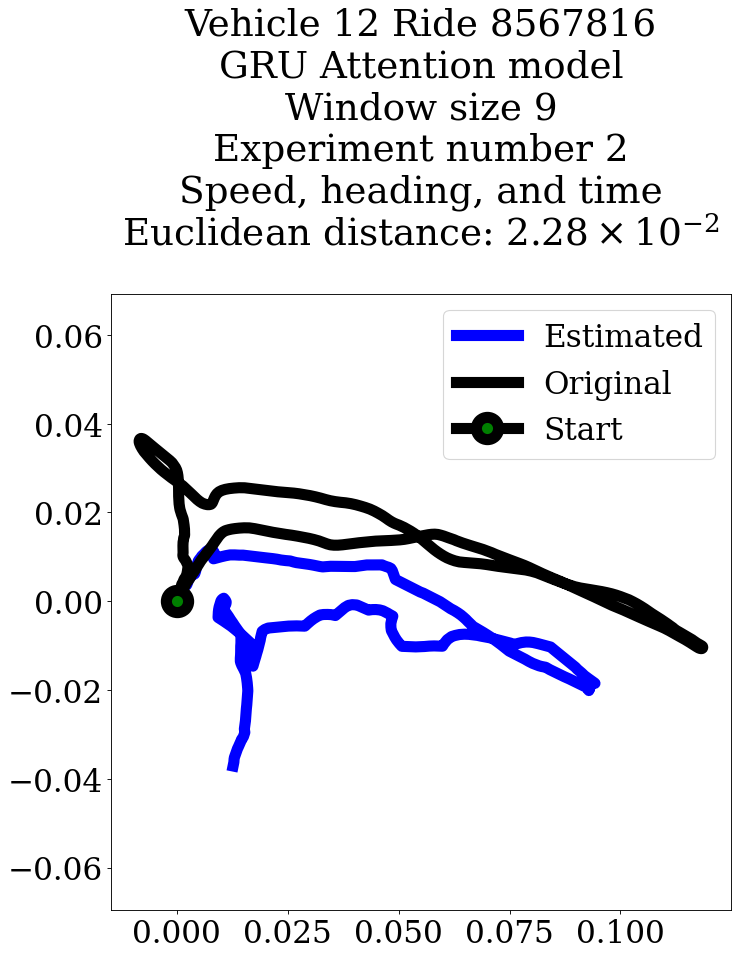 Vehicle 12 Ride 8567816
GRU Attention model
Window size 9
Experiment number 2
Speed, heading, and time
Euclidean distance: 2.28 × 10⁻²
Estimated
Original
Start
0.06
0.04
0.02
0.00
−0.02
−0.04
−0.06
0.000 0.025 0.050 0.075 0.100